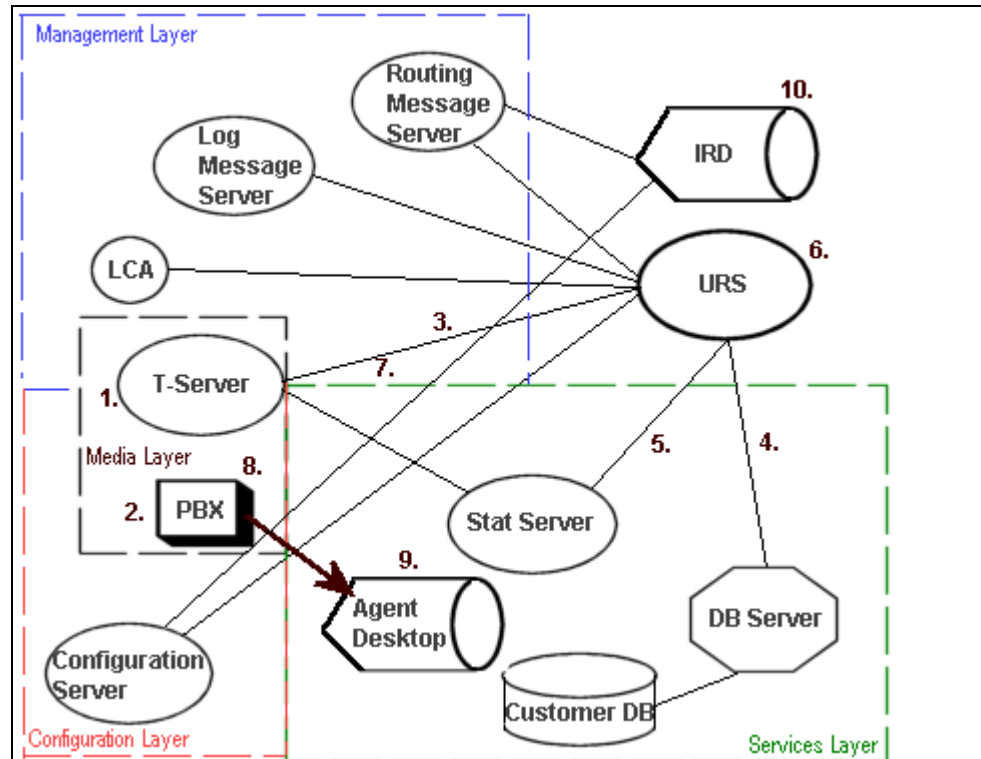 Management Layer
Routing
Message
Server
10.
IRD
Log
Message
Server
6.
URS
LCA
3.
7.
T-Server
1.
Media Layer
8.
5.
4.
2.
PBX
Stat Server
9.
Agent
Desktop
DB Server
Configuration
Server
Customer DB
Configuration Layer
Services Layer